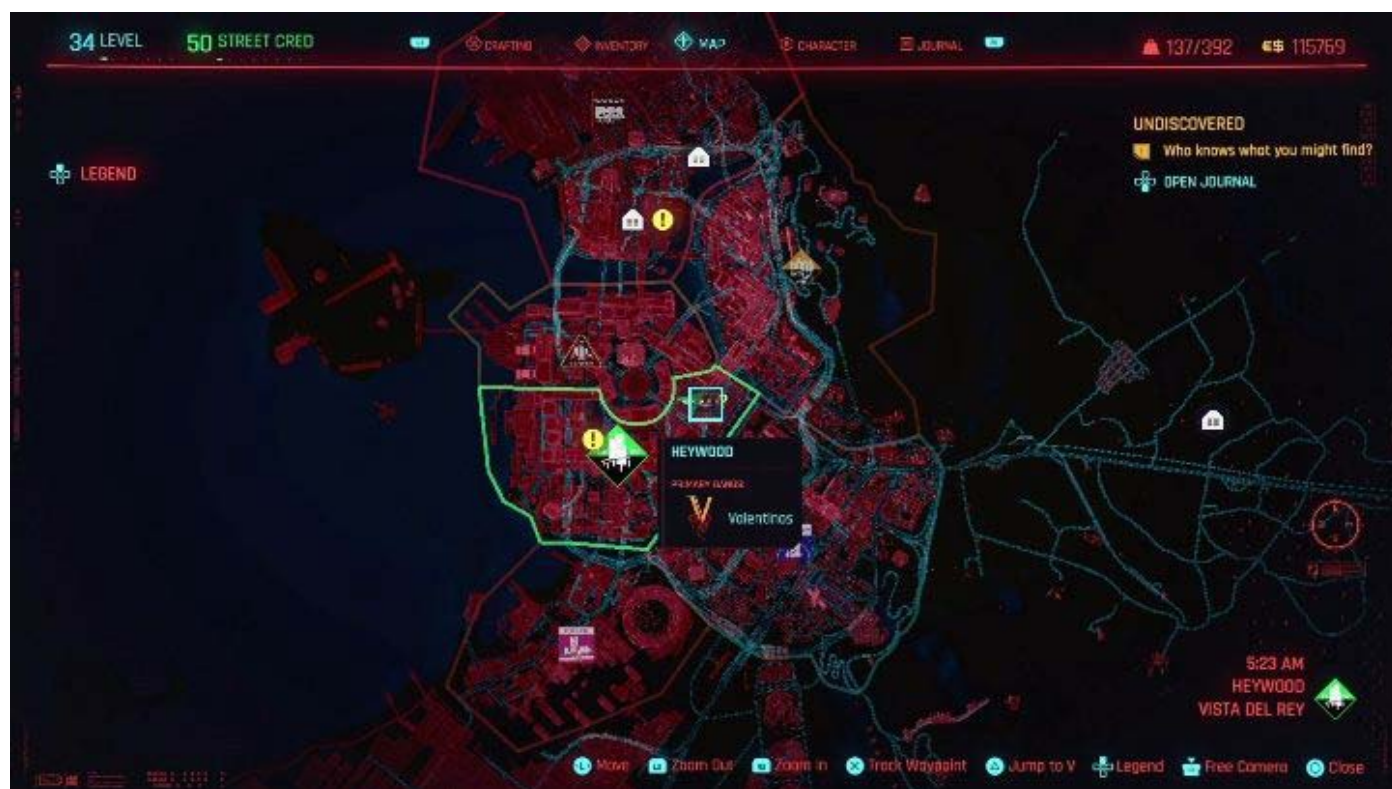 34 LEVEL
50 STREET CRED
CRAFTING
INVENTORY
MAP
CHARACTER
JOURNAL
137/392
€$ 115769
LEGEND
UNDISCOVERED
Who knows what you might find?
OPEN JOURNAL
HEYWOOD
PRIMARY GANGS:
Valentinos
5:23 AM
HEYWOOD
VISTA DEL REY
Move
Zoom Out
Zoom In
Track Waypoint
Jump to V
Legend
Free Camera
Close